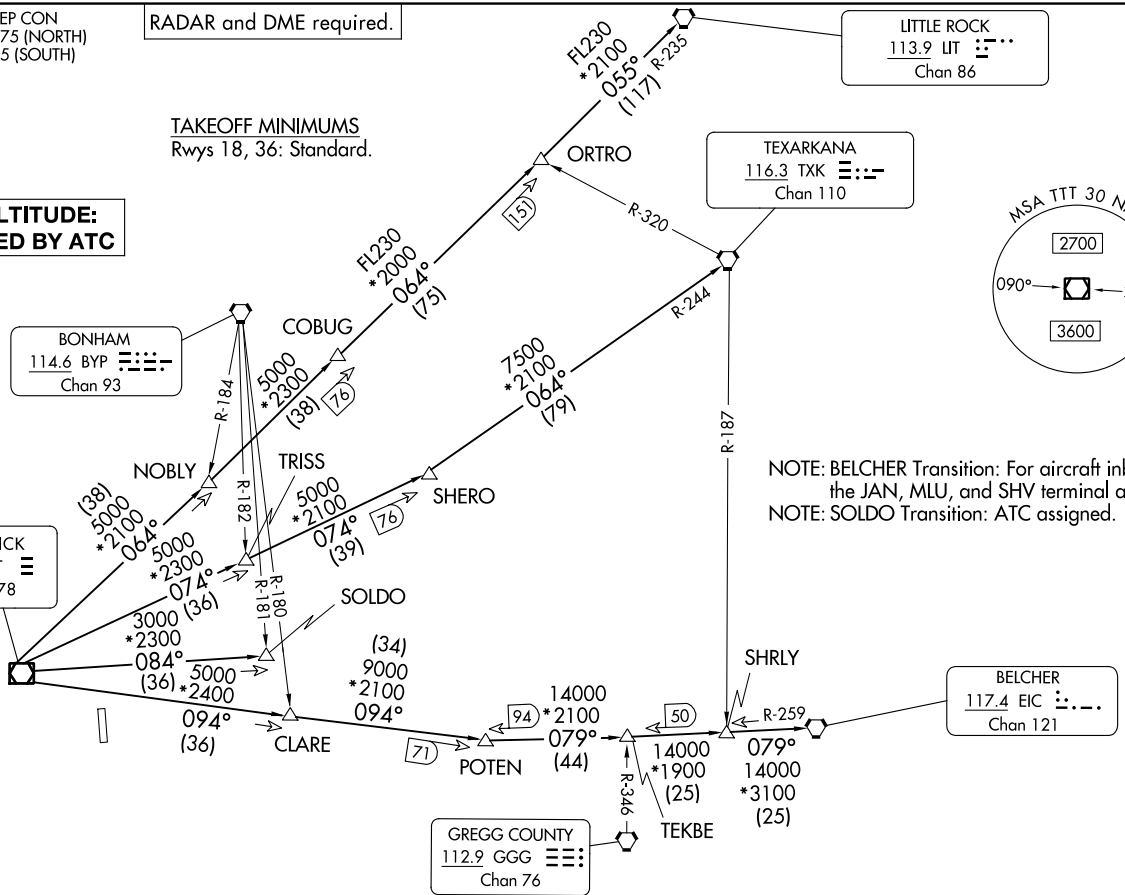 EP CON
75 (NORTH)
5 (SOUTH)
RADAR and DME required.
LITTLE ROCK
113.9 LIT
Chan 86
FL230
*2100
055°
(117)
R-235
TAKEOFF MINIMUMS
Rwys 18, 36: Standard.
ORTRO
TEXARKANA
116.3 TXK
Chan 110
151
R-320
MSA TTT 30 N
2700
090°
3600
LTITUDE:
ED BY ATC
FL230
*2000
064°
(75)
R-244
COBUG
BONHAM
114.6 BYP
Chan 93
5000
*2300
(38)
76
7500
*2100
064°
(79)
R-184
R-187
NOBLY
TRISS
R-182
SHERO
NOTE: BELCHER Transition: For aircraft inb
the JAN, MLU, and SHV terminal a
NOTE: SOLDO Transition: ATC assigned.
(38)
5000
*2100
064°
5000
*2100
074°
(39)
76
ICK
78
5000
*2300
074°
(36)
R-181
R-180
SOLDO
3000
*2300
084°
(36)
5000
*2400
094°
(36)
CLARE
(34)
9000
*2100
094°
71
POTEN
94
14000
*2100
079°
(44)
50
SHRLY
R-259
BELCHER
117.4 EIC
Chan 121
14000
*1900
(25)
079°
14000
*3100
(25)
R-346
TEKBE
GREGG COUNTY
112.9 GGG
Chan 76